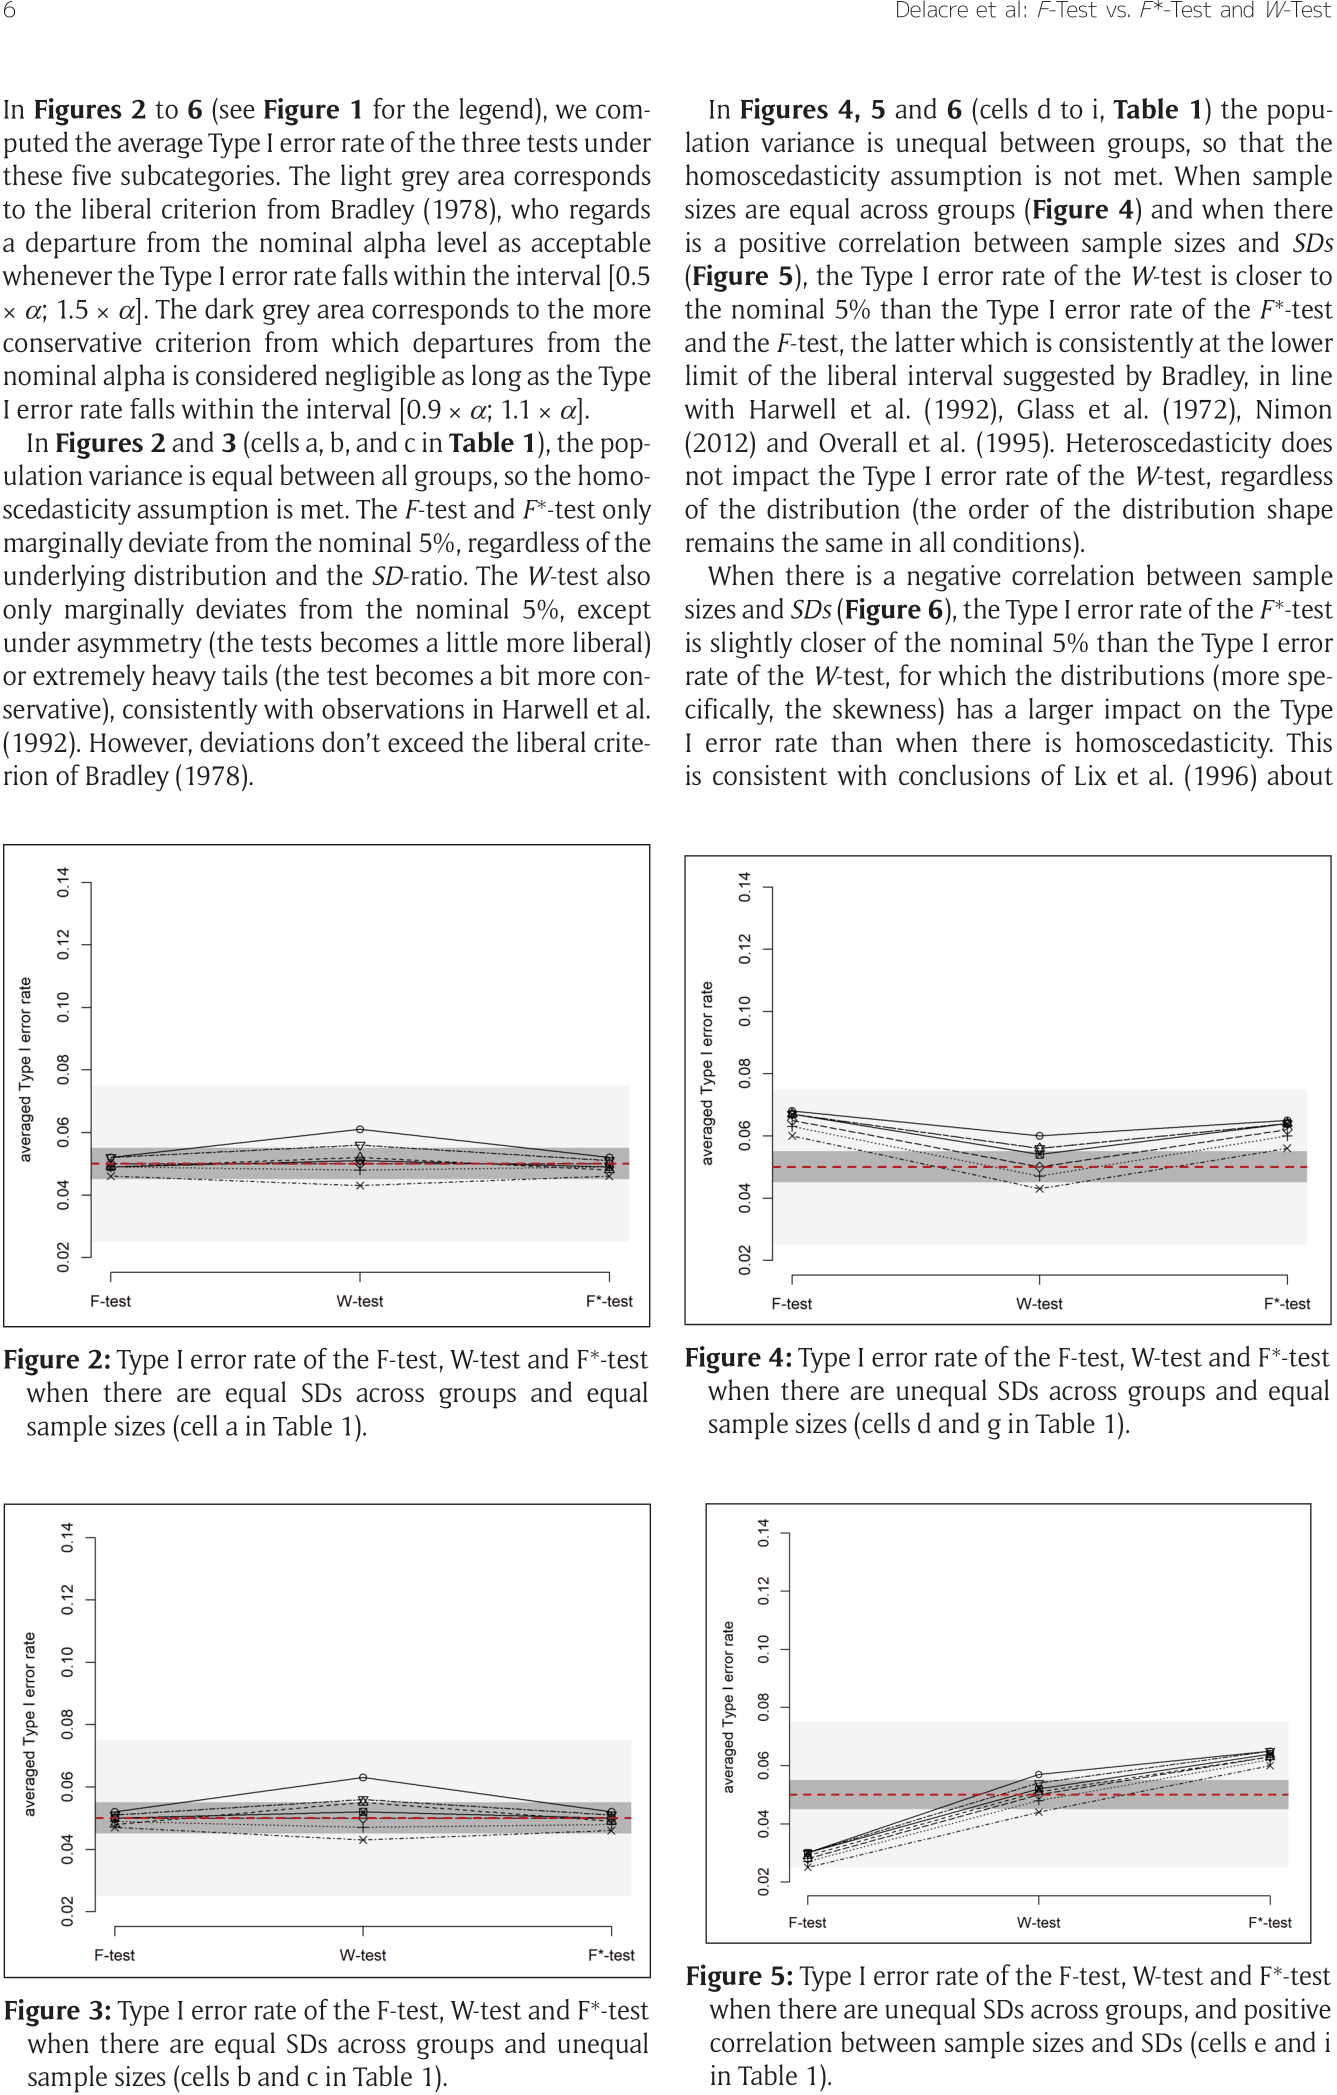 6
Delacre et al: F-Test vs. F*-Test and W-Test
In Figures 2 to 6 (see Figure 1 for the legend), we com-
puted the average Type I error rate of the three tests under
these five subcategories. The light grey area corresponds
to the liberal criterion from Bradley (1978), who regards
a departure from the nominal alpha level as acceptable
whenever the Type I error rate falls within the interval [0.5
× α; 1.5 × α]. The dark grey area corresponds to the more
conservative criterion from which departures from the
nominal alpha is considered negligible as long as the Type
I error rate falls within the interval [0.9 × α; 1.1 × α].
In Figures 2 and 3 (cells a, b, and c in Table 1), the pop-
ulation variance is equal between all groups, so the homo-
scedasticity assumption is met. The F-test and F*-test only
marginally deviate from the nominal 5%, regardless of the
underlying distribution and the SD-ratio. The W-test also
only marginally deviates from the nominal 5%, except
under asymmetry (the tests becomes a little more liberal)
or extremely heavy tails (the test becomes a bit more con-
servative), consistently with observations in Harwell et al.
(1992). However, deviations don't exceed the liberal crite-
rion of Bradley (1978).
In Figures 4, 5 and 6 (cells d to i, Table 1) the popu-
lation variance is unequal between groups, so that the
homoscedasticity assumption is not met. When sample
sizes are equal across groups (Figure 4) and when there
is a positive correlation between sample sizes and SDs
(Figure 5), the Type I error rate of the W-test is closer to
the nominal 5% than the Type I error rate of the F*-test
and the F-test, the latter which is consistently at the lower
limit of the liberal interval suggested by Bradley, in line
with Harwell et al. (1992), Glass et al. (1972), Nimon
(2012) and Overall et al. (1995). Heteroscedasticity does
not impact the Type I error rate of the W-test, regardless
of the distribution (the order of the distribution shape
remains the same in all conditions).
When there is a negative correlation between sample
sizes and SDs (Figure 6), the Type I error rate of the F*-test
is slightly closer of the nominal 5% than the Type I error
rate of the W-test, for which the distributions (more spe-
cifically, the skewness) has a larger impact on the Type
I error rate than when there is homoscedasticity. This
is consistent with conclusions of Lix et al. (1996) about
averaged Type I error rate
0.14
0.12
0.10
0.08
0.06
0.04
0.02
F-test
W-test
F*-test
Figure 2: Type I error rate of the F-test, W-test and F*-test
when there are equal SDs across groups and equal
sample sizes (cell a in Table 1).
averaged Type I error rate
0.14
0.12
0.10
0.08
0.06
0.04
0.02
F-test
W-test
F*-test
Figure 3: Type I error rate of the F-test, W-test and F*-test
when there are equal SDs across groups and unequal
sample sizes (cells b and c in Table 1).
averaged Type I error rate
0.14
0.12
0.10
0.08
0.06
0.04
0.02
F-test
W-test
F*-test
Figure 4: Type I error rate of the F-test, W-test and F*-test
when there are unequal SDs across groups and equal
sample sizes (cells d and g in Table 1).
averaged Type I error rate
0.14
0.12
0.10
0.08
0.06
0.04
0.02
F-test
W-test
F*-test
Figure 5: Type I error rate of the F-test, W-test and F*-test
when there are unequal SDs across groups, and positive
correlation between sample sizes and SDs (cells e and i
in Table 1).